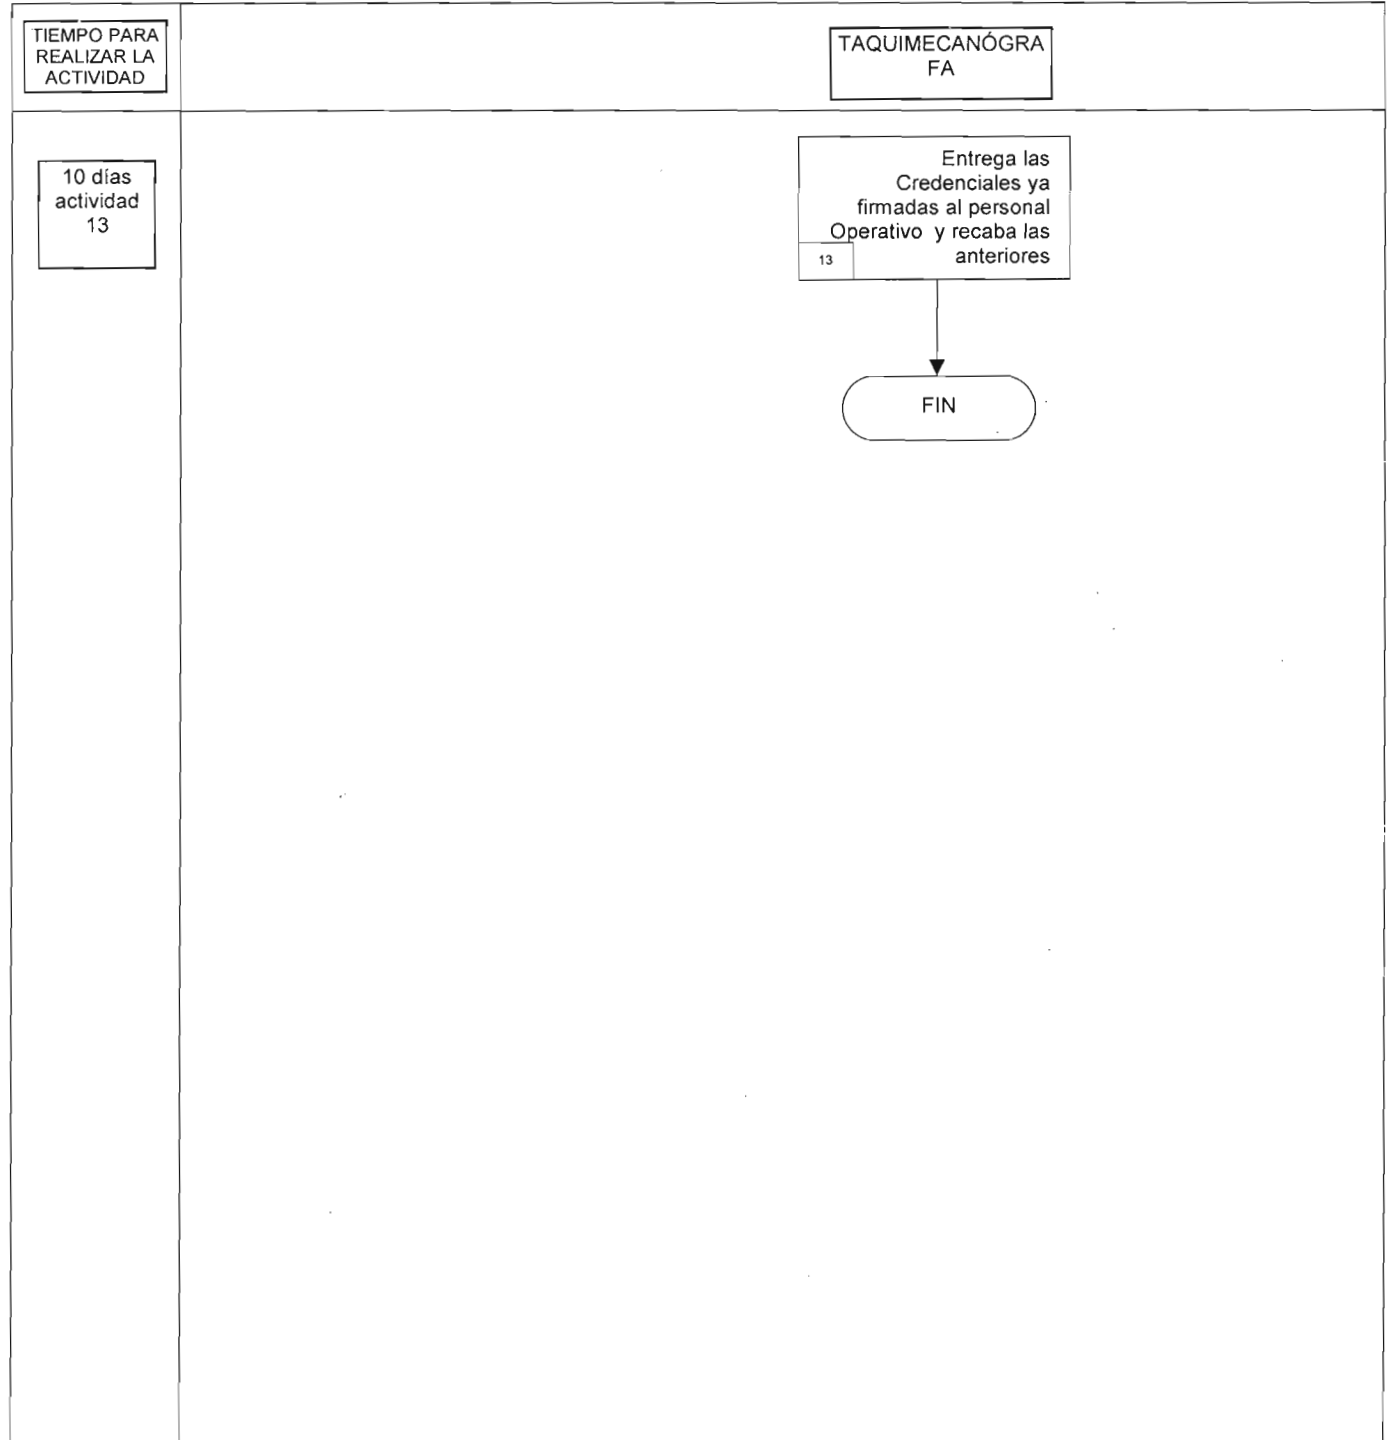 TIEMPO PARA
REALIZAR LA
ACTIVIDAD
TAQUIMECANÓGRA
FA
10 días
actividad
13
Entrega las
Credenciales ya
firmadas al personal
Operativo y recaba las
anteriores
13
FIN